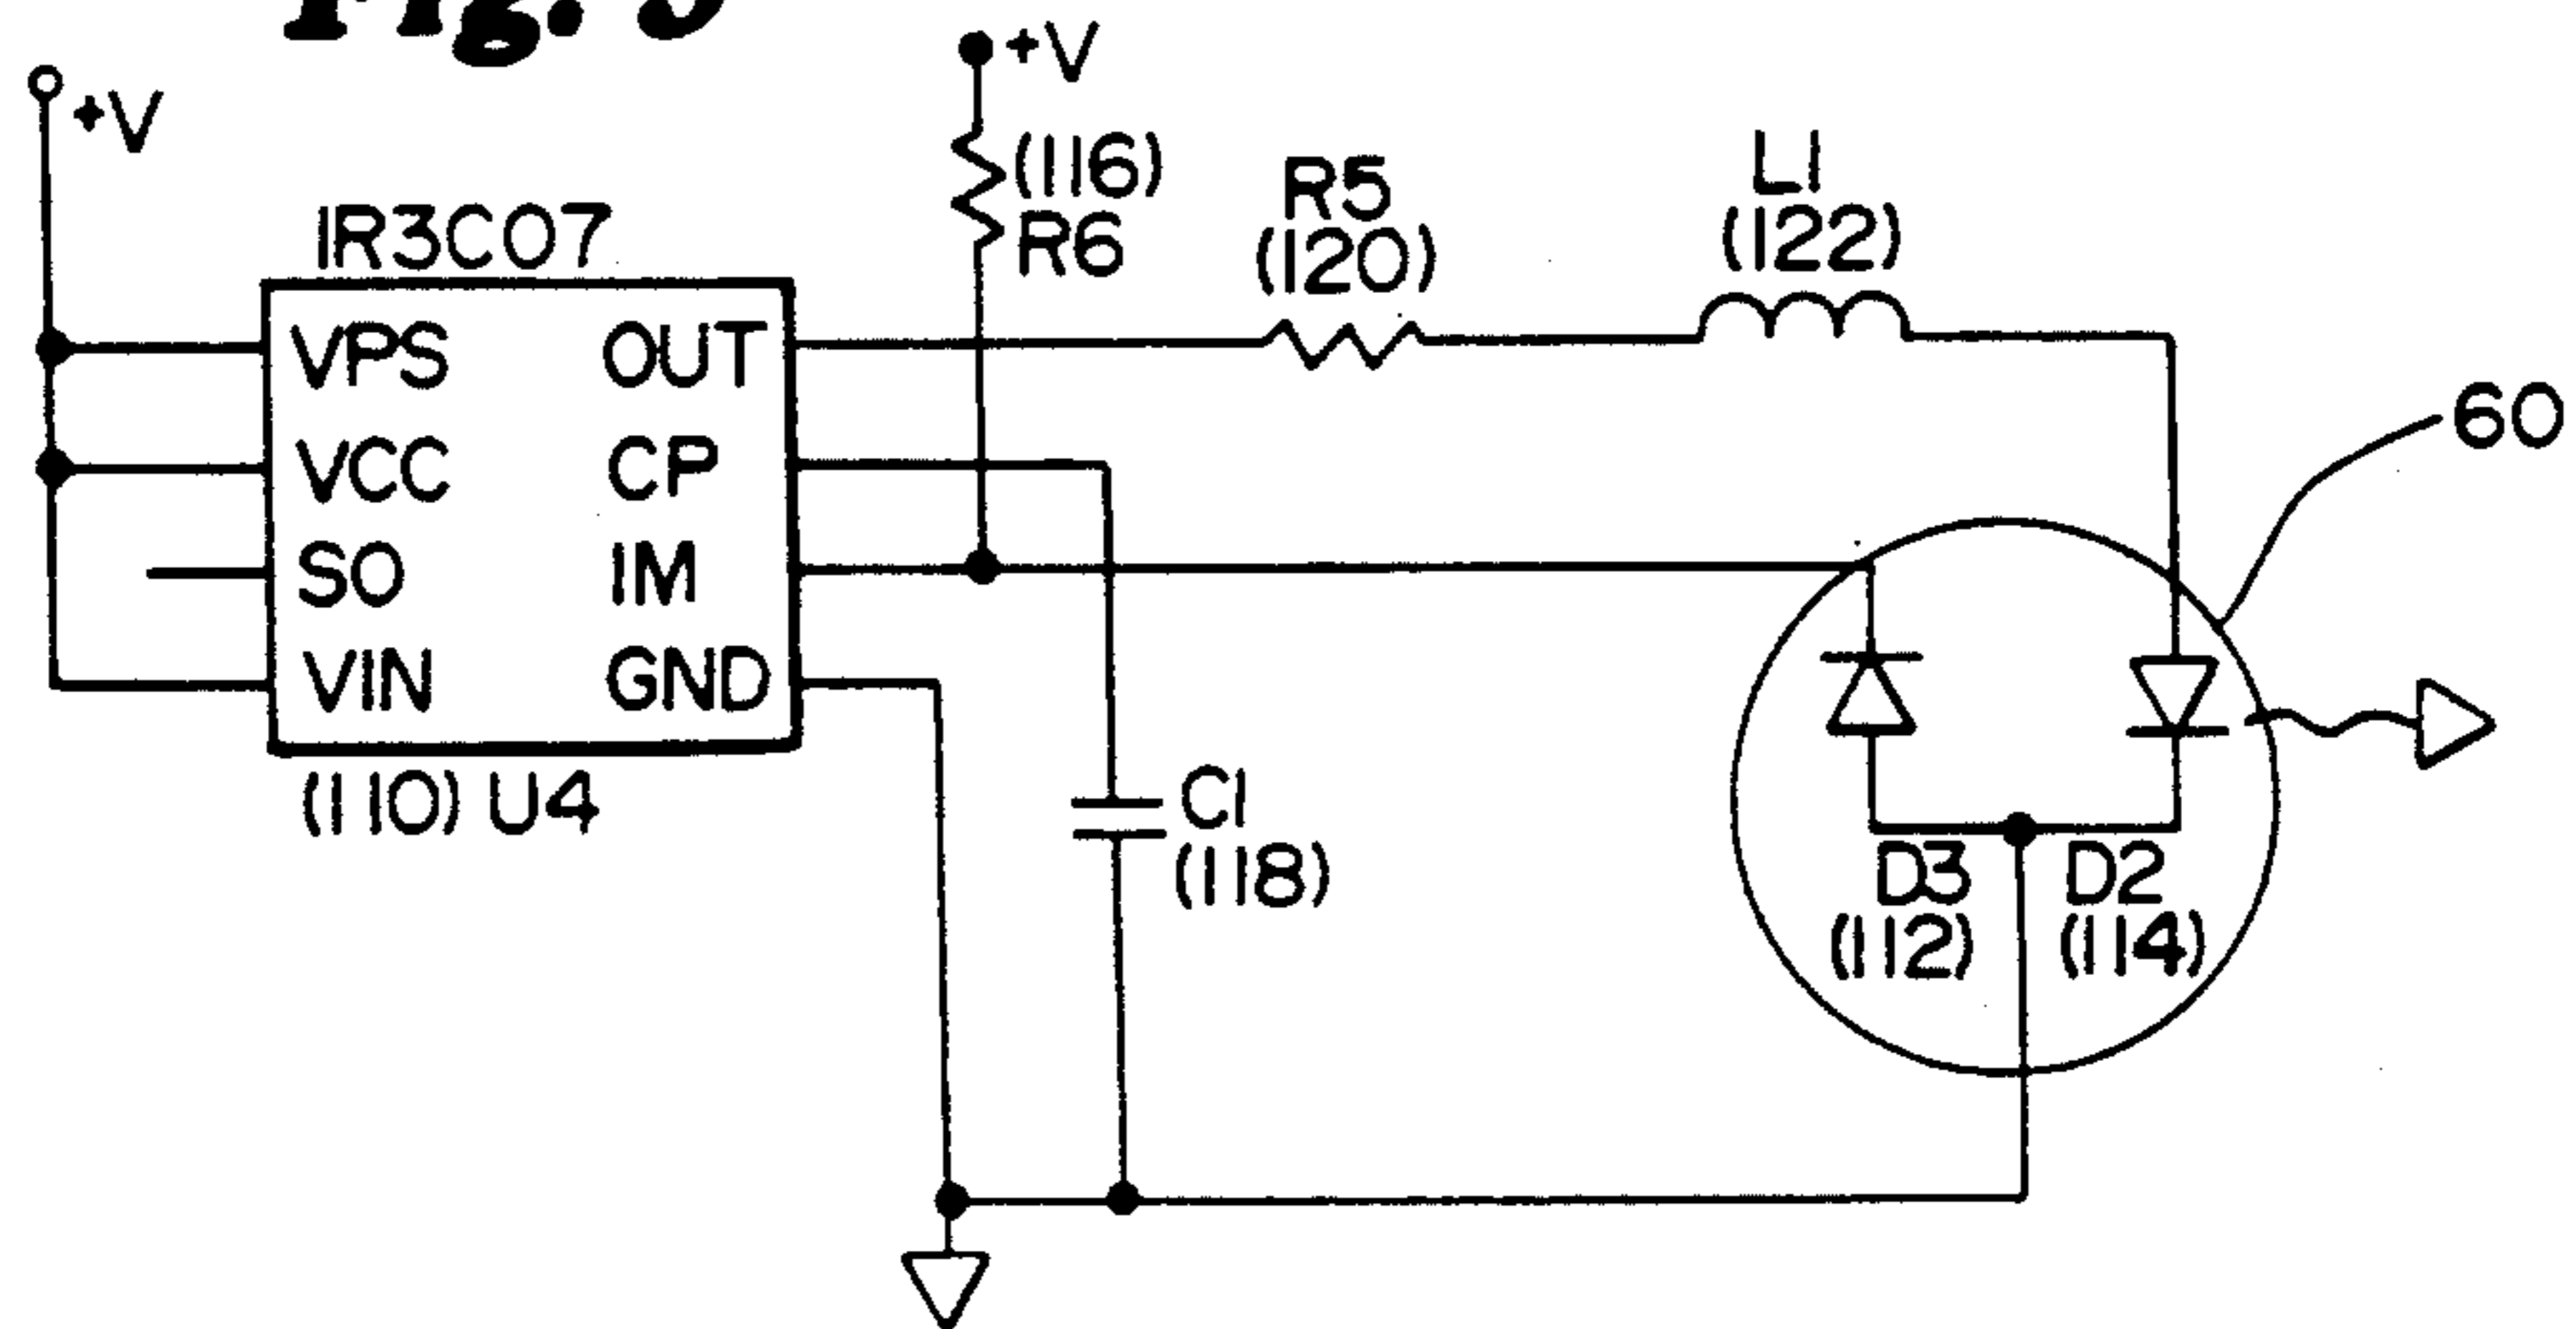 +V
+V
(116)
R6
IR3C07
R5
(120)
L1
(122)
VPS OUT
VCC CP
SO IM
VIN GND
(110) U4
60
C1
(118)
D3 D2
(112) (114)